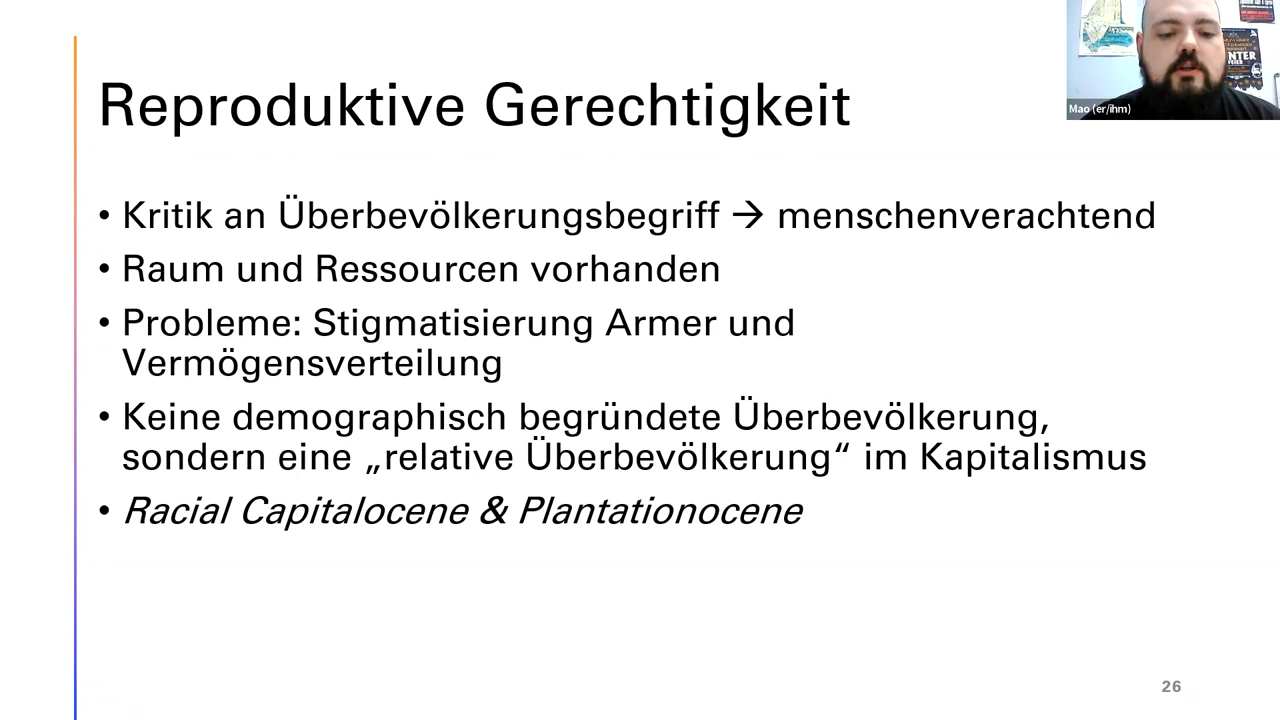 Reproduktive Gerechtigkeit
Mao (er/ihm)
• Kritik an Überbevölkerungsbegriff → menschenverachtend
• Raum und Ressourcen vorhanden
• Probleme: Stigmatisierung Armer und
Vermögensverteilung
• Keine demographisch begründete Überbevölkerung,
sondern eine „relative Überbevölkerung“ im Kapitalismus
• Racial Capitalocene & Plantationocene
26